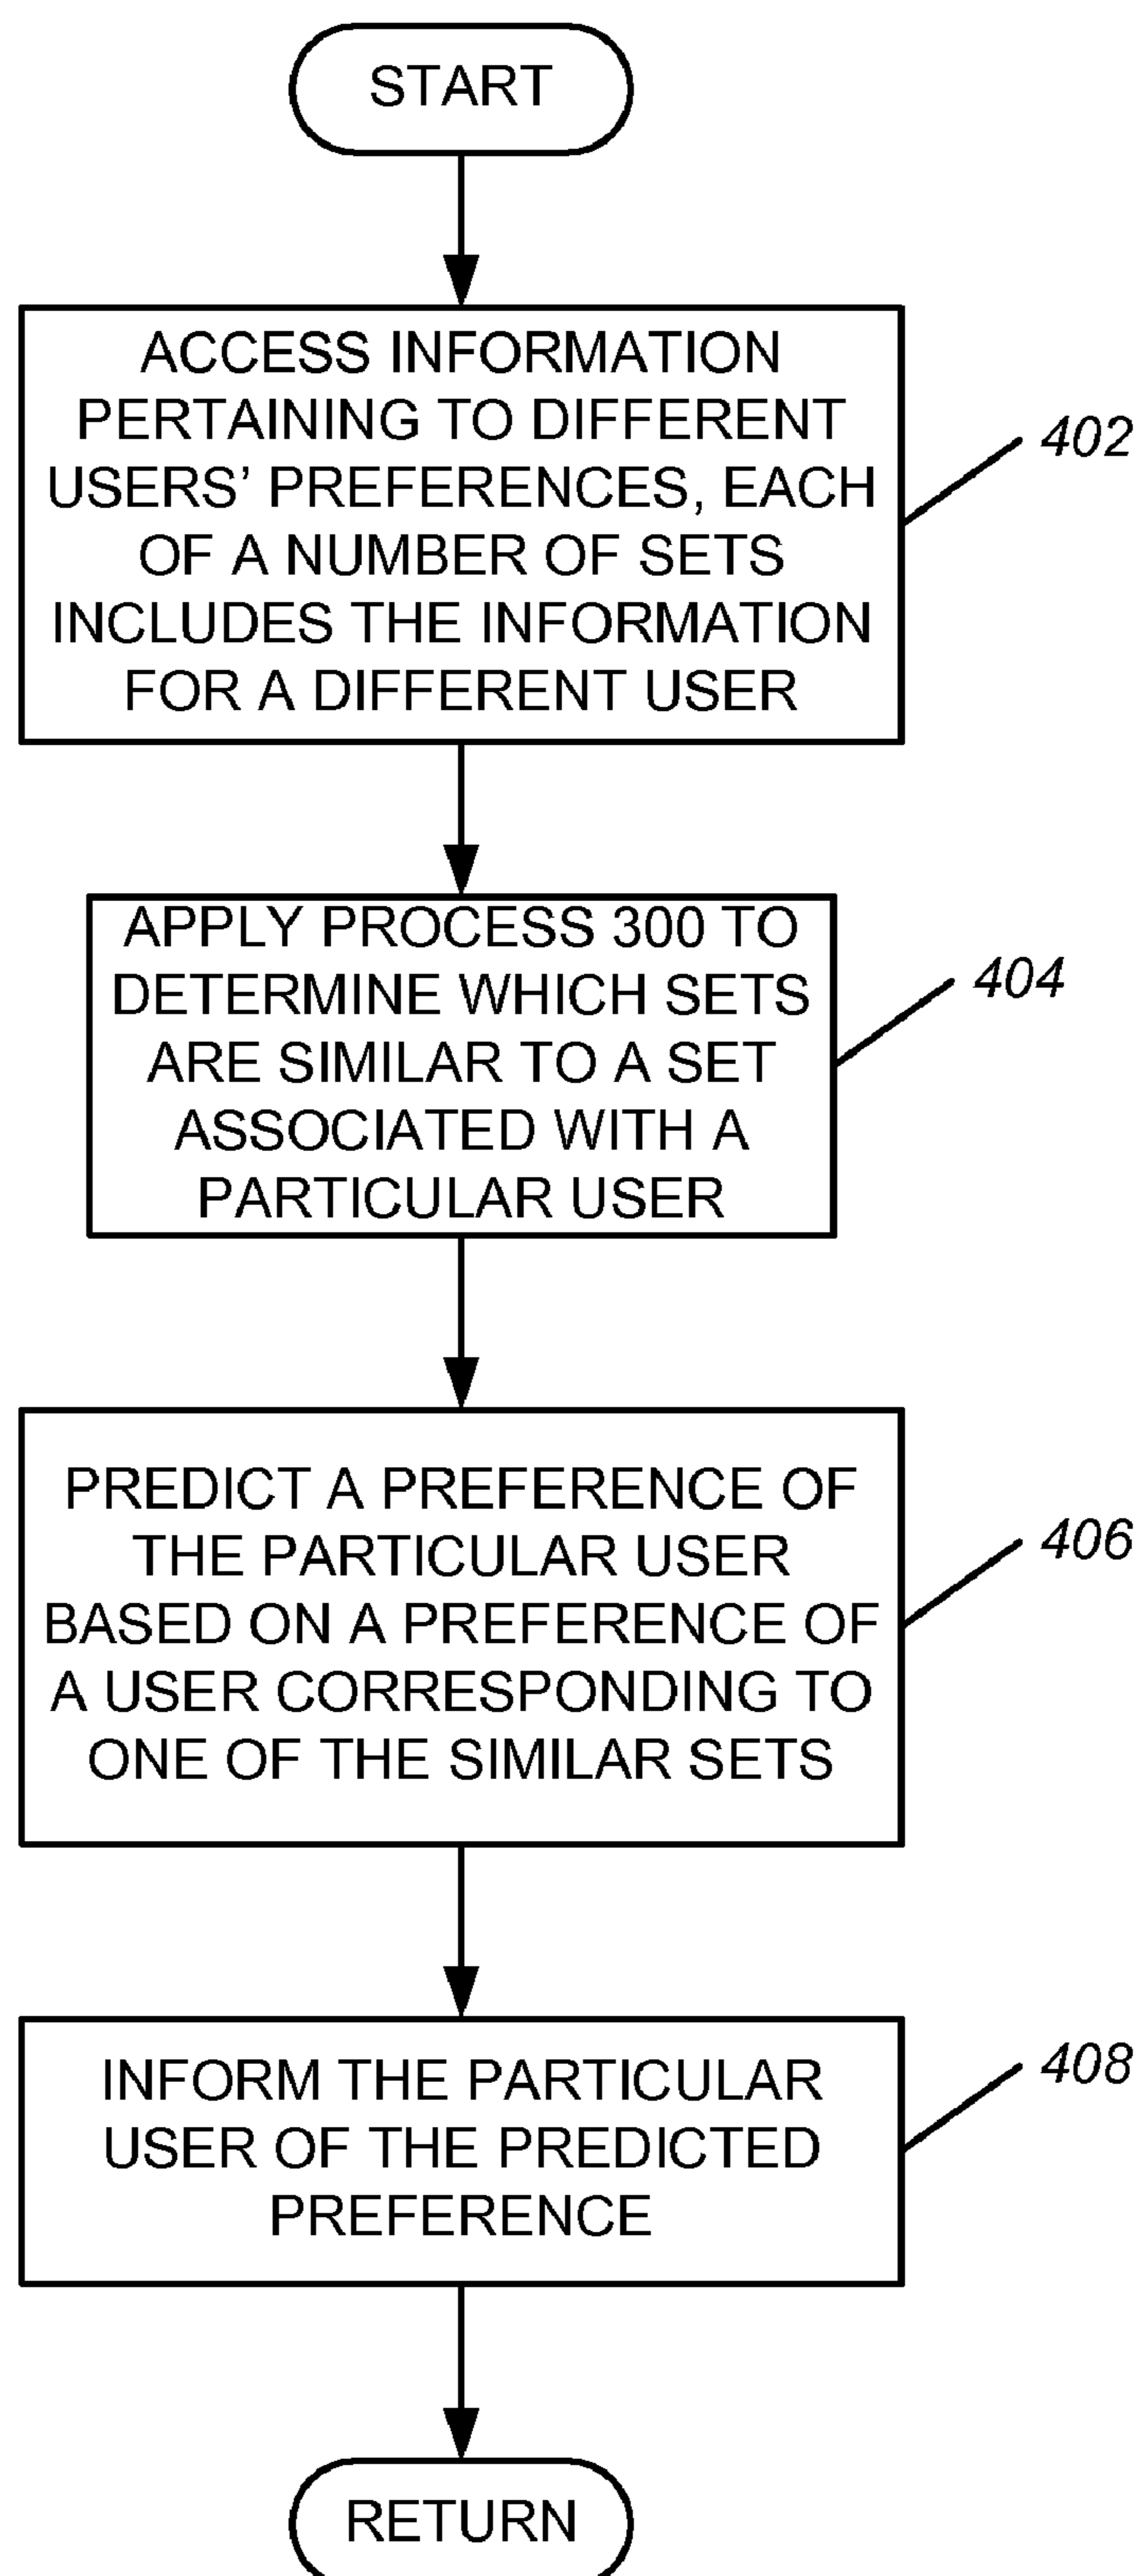 START
ACCESS INFORMATION
PERTAINING TO DIFFERENT
USERS’ PREFERENCES, EACH
OF A NUMBER OF SETS
INCLUDES THE INFORMATION
FOR A DIFFERENT USER
402
APPLY PROCESS 300 TO
DETERMINE WHICH SETS
ARE SIMILAR TO A SET
ASSOCIATED WITH A
PARTICULAR USER
404
PREDICT A PREFERENCE OF
THE PARTICULAR USER
BASED ON A PREFERENCE OF
A USER CORRESPONDING TO
ONE OF THE SIMILAR SETS
406
INFORM THE PARTICULAR
USER OF THE PREDICTED
PREFERENCE
408
RETURN